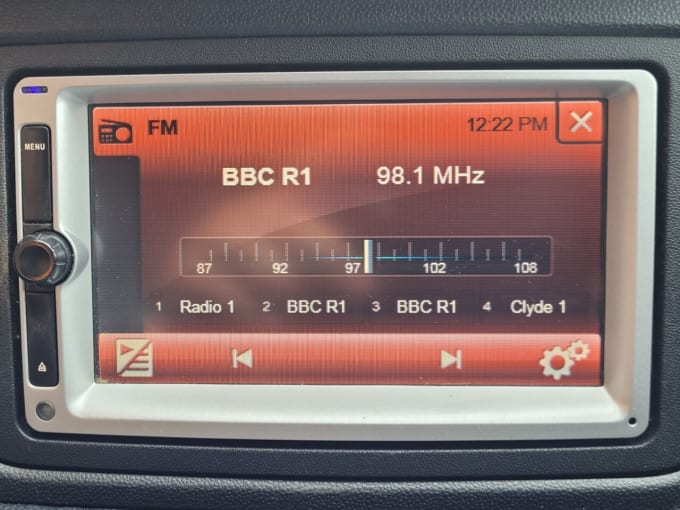 FM 12:22 PM
MENU
BBC R1 98.1 MHz
87 92 97 102 108
1 Radio 1 2 BBC R1 3 BBC R1 4 Clyde 1